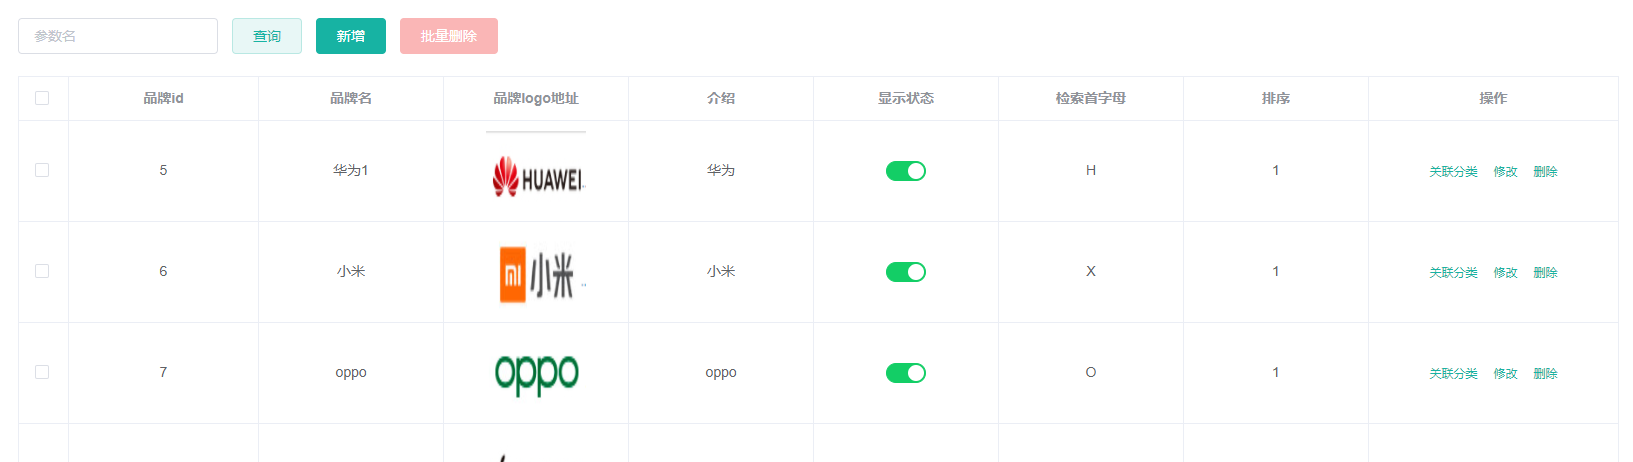 参数名 查询 新增 批量删除
品牌id 品牌名 品牌logo地址 介绍 显示状态 检索首字母 排序 操作
5 华为1 HUAWEI 华为 H 1 关联分类 修改 删除
6 小米 mi 小米 小米 X 1 关联分类 修改 删除
7 oppo oppo oppo O 1 关联分类 修改 删除